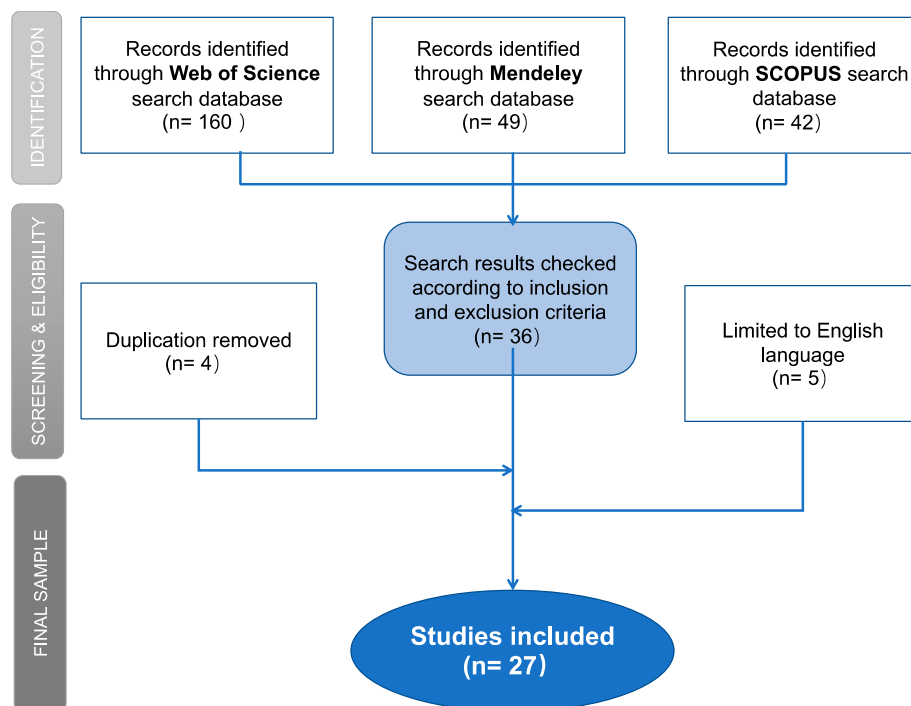 IDENTIFICATION
Records identified
through Web of Science
search database
(n= 160 )
Records identified
through Mendeley
search database
(n= 49)
Records identified
through SCOPUS search
database
(n= 42)
SCREENING & ELIGIBILITY
Search results checked
according to inclusion
and exclusion criteria
(n= 36)
Duplication removed
(n= 4)
Limited to English
language
(n= 5)
FINAL SAMPLE
Studies included
(n= 27)